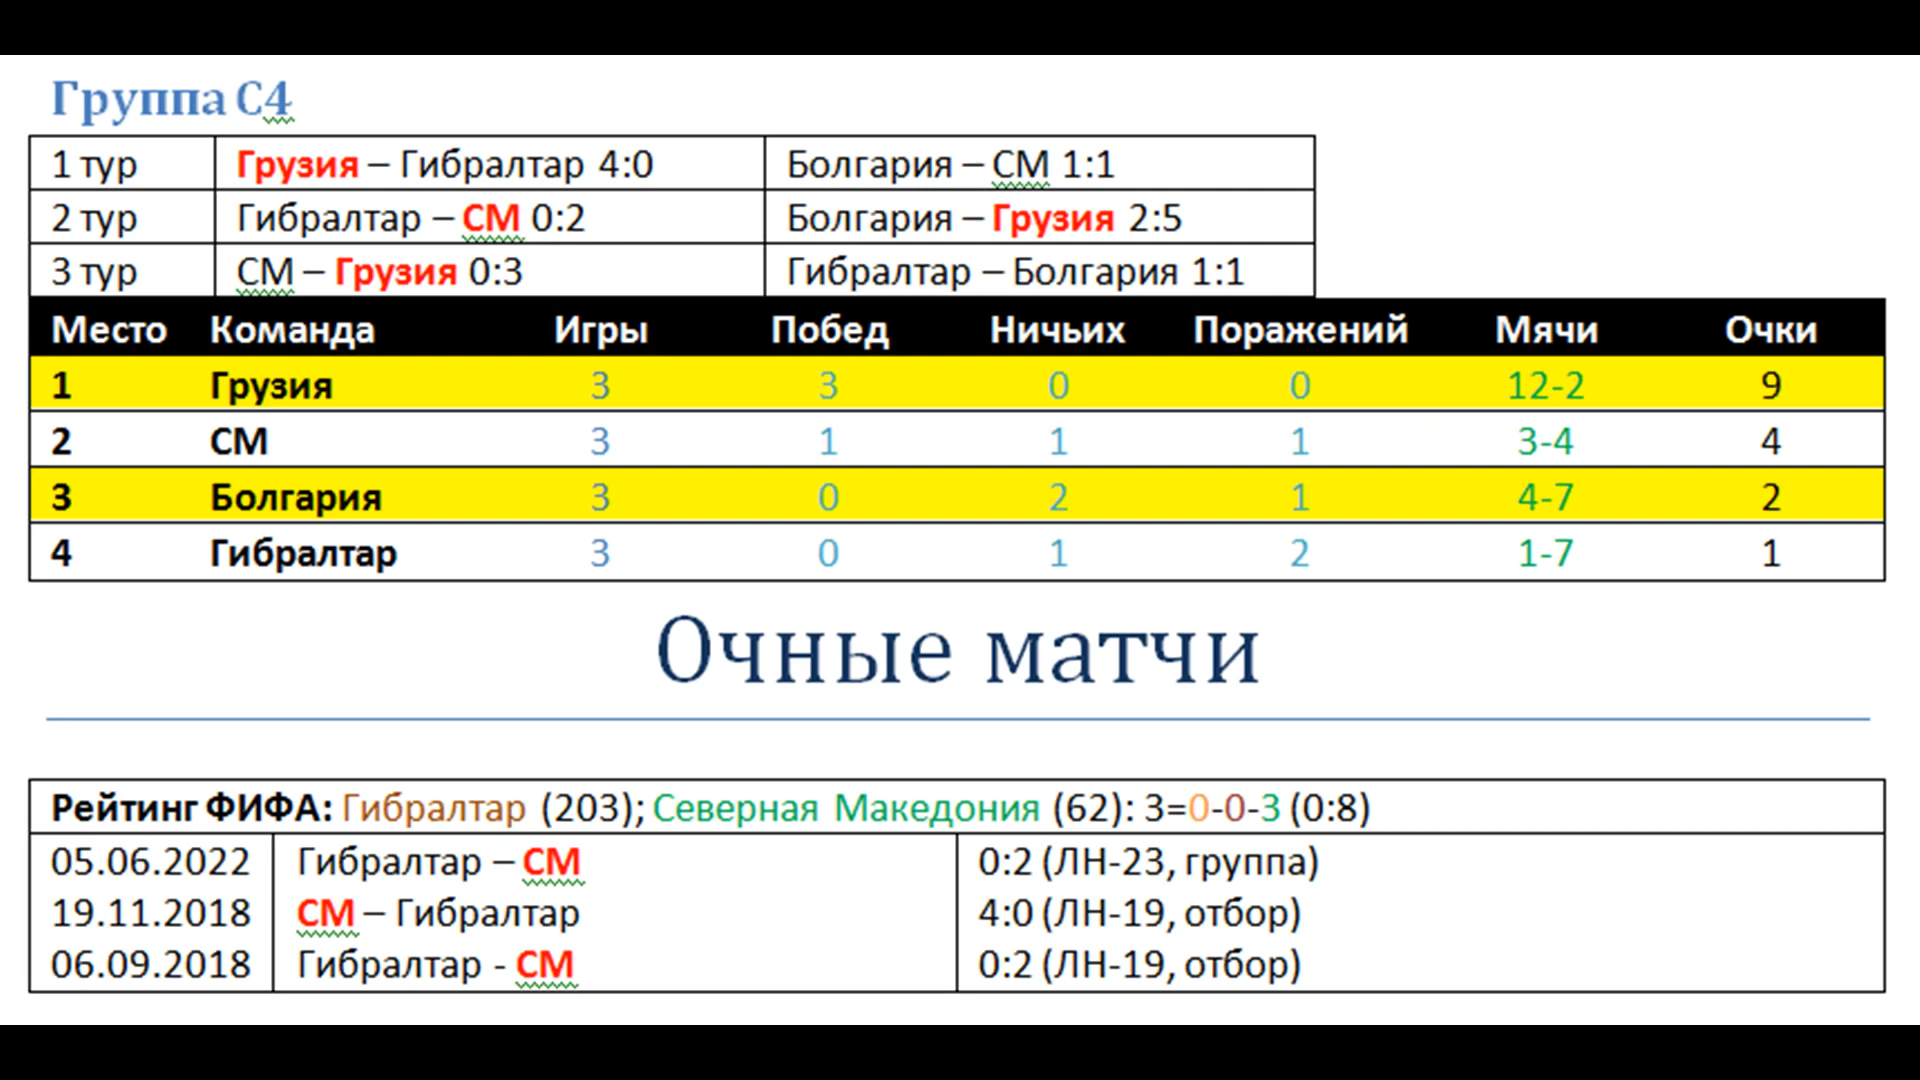 Группа С4
1 тур Грузия – Гибралтар 4:0 Болгария – СМ 1:1
2 тур Гибралтар – СМ 0:2 Болгария – Грузия 2:5
3 тур СМ – Грузия 0:3 Гибралтар – Болгария 1:1
Место Команда Игры Побед Ничьих Поражений Мячи Очки
1 Грузия 3 3 0 0 12-2 9
2 СМ 3 1 1 1 3-4 4
3 Болгария 3 0 2 1 4-7 2
4 Гибралтар 3 0 1 2 1-7 1
Очные матчи
Рейтинг ФИФА: Гибралтар (203); Северная Македония (62): 3=0-0-3 (0:8)
05.06.2022 Гибралтар – СМ 0:2 (ЛН-23, группа)
19.11.2018 СМ – Гибралтар 4:0 (ЛН-19, отбор)
06.09.2018 Гибралтар - СМ 0:2 (ЛН-19, отбор)